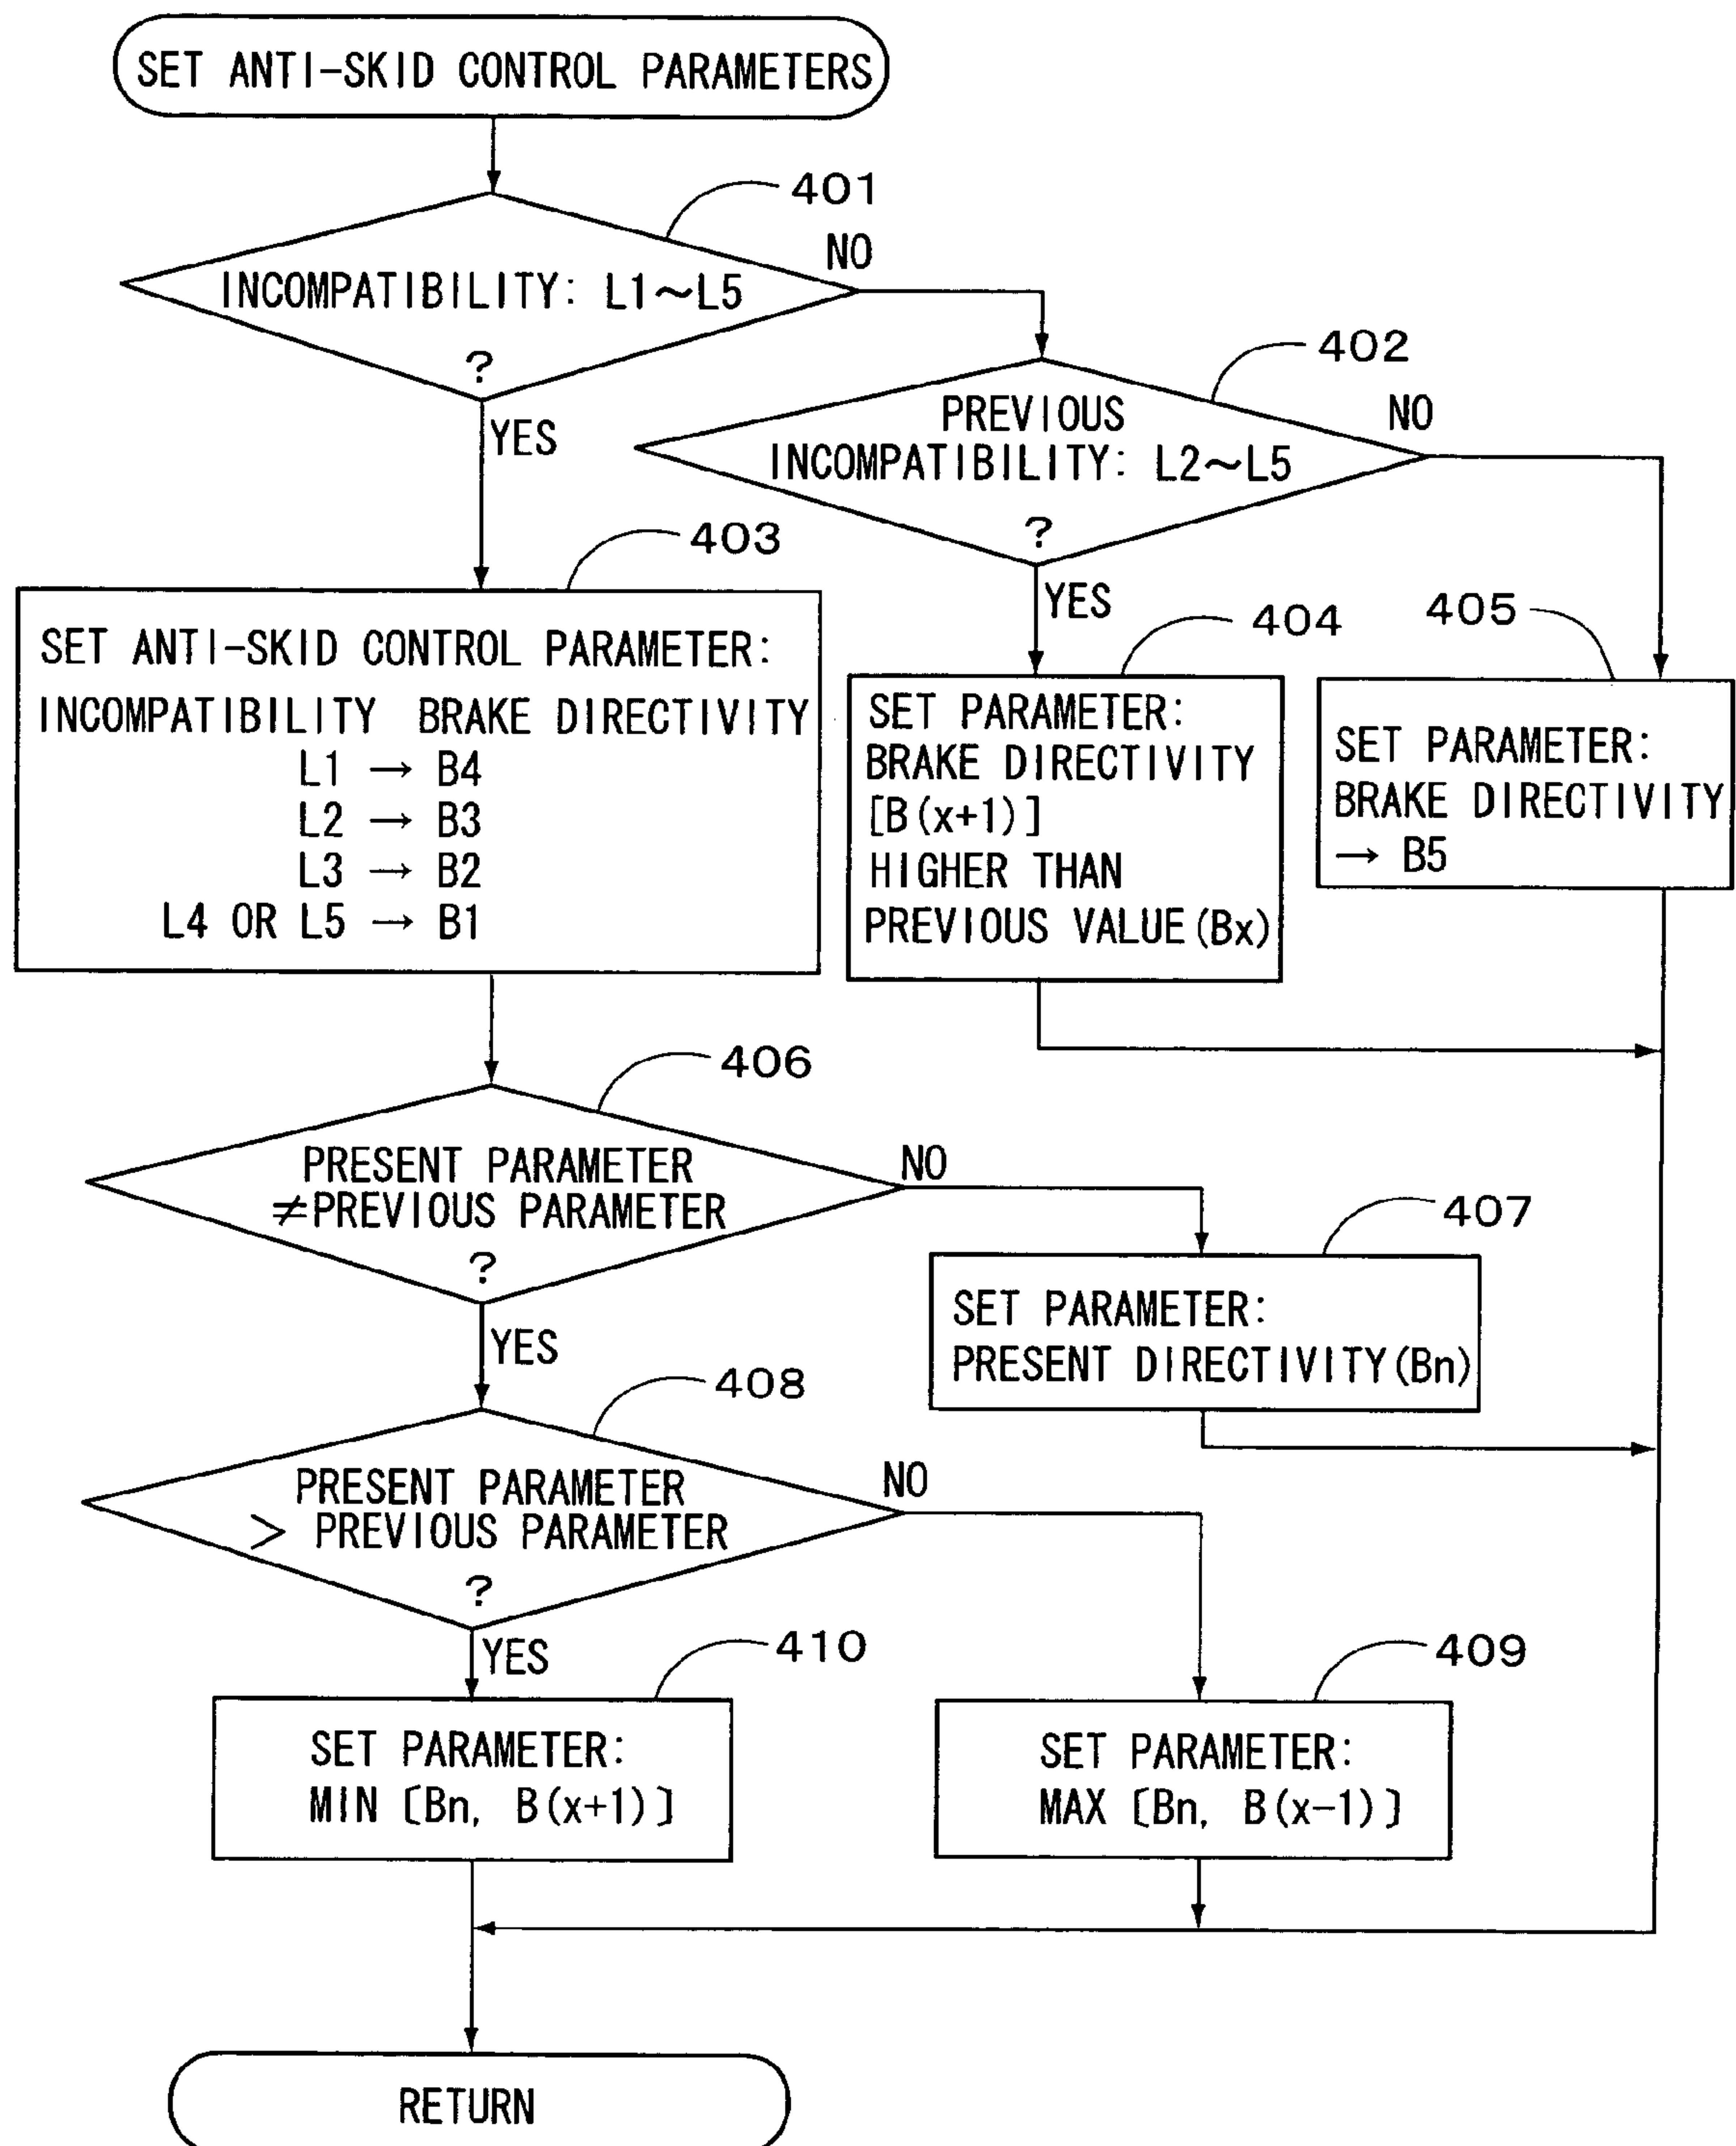 SET ANTI-SKID CONTROL PARAMETERS
401
INCOMPATIBILITY: L1~L5
?
NO
YES
402
PREVIOUS
INCOMPATIBILITY: L2~L5
?
NO
YES
403
SET ANTI-SKID CONTROL PARAMETER:
INCOMPATIBILITY BRAKE DIRECTIVITY
L1 → B4
L2 → B3
L3 → B2
L4 OR L5 → B1
404
SET PARAMETER:
BRAKE DIRECTIVITY
[B(x+1)]
HIGHER THAN
PREVIOUS VALUE(Bx)
405
SET PARAMETER:
BRAKE DIRECTIVITY
→ B5
406
PRESENT PARAMETER
≠PREVIOUS PARAMETER
?
NO
YES
407
SET PARAMETER:
PRESENT DIRECTIVITY(Bn)
408
PRESENT PARAMETER
> PREVIOUS PARAMETER
?
NO
YES
410
SET PARAMETER:
MIN [Bn, B(x+1)]
409
SET PARAMETER:
MAX [Bn, B(x-1)]
RETURN